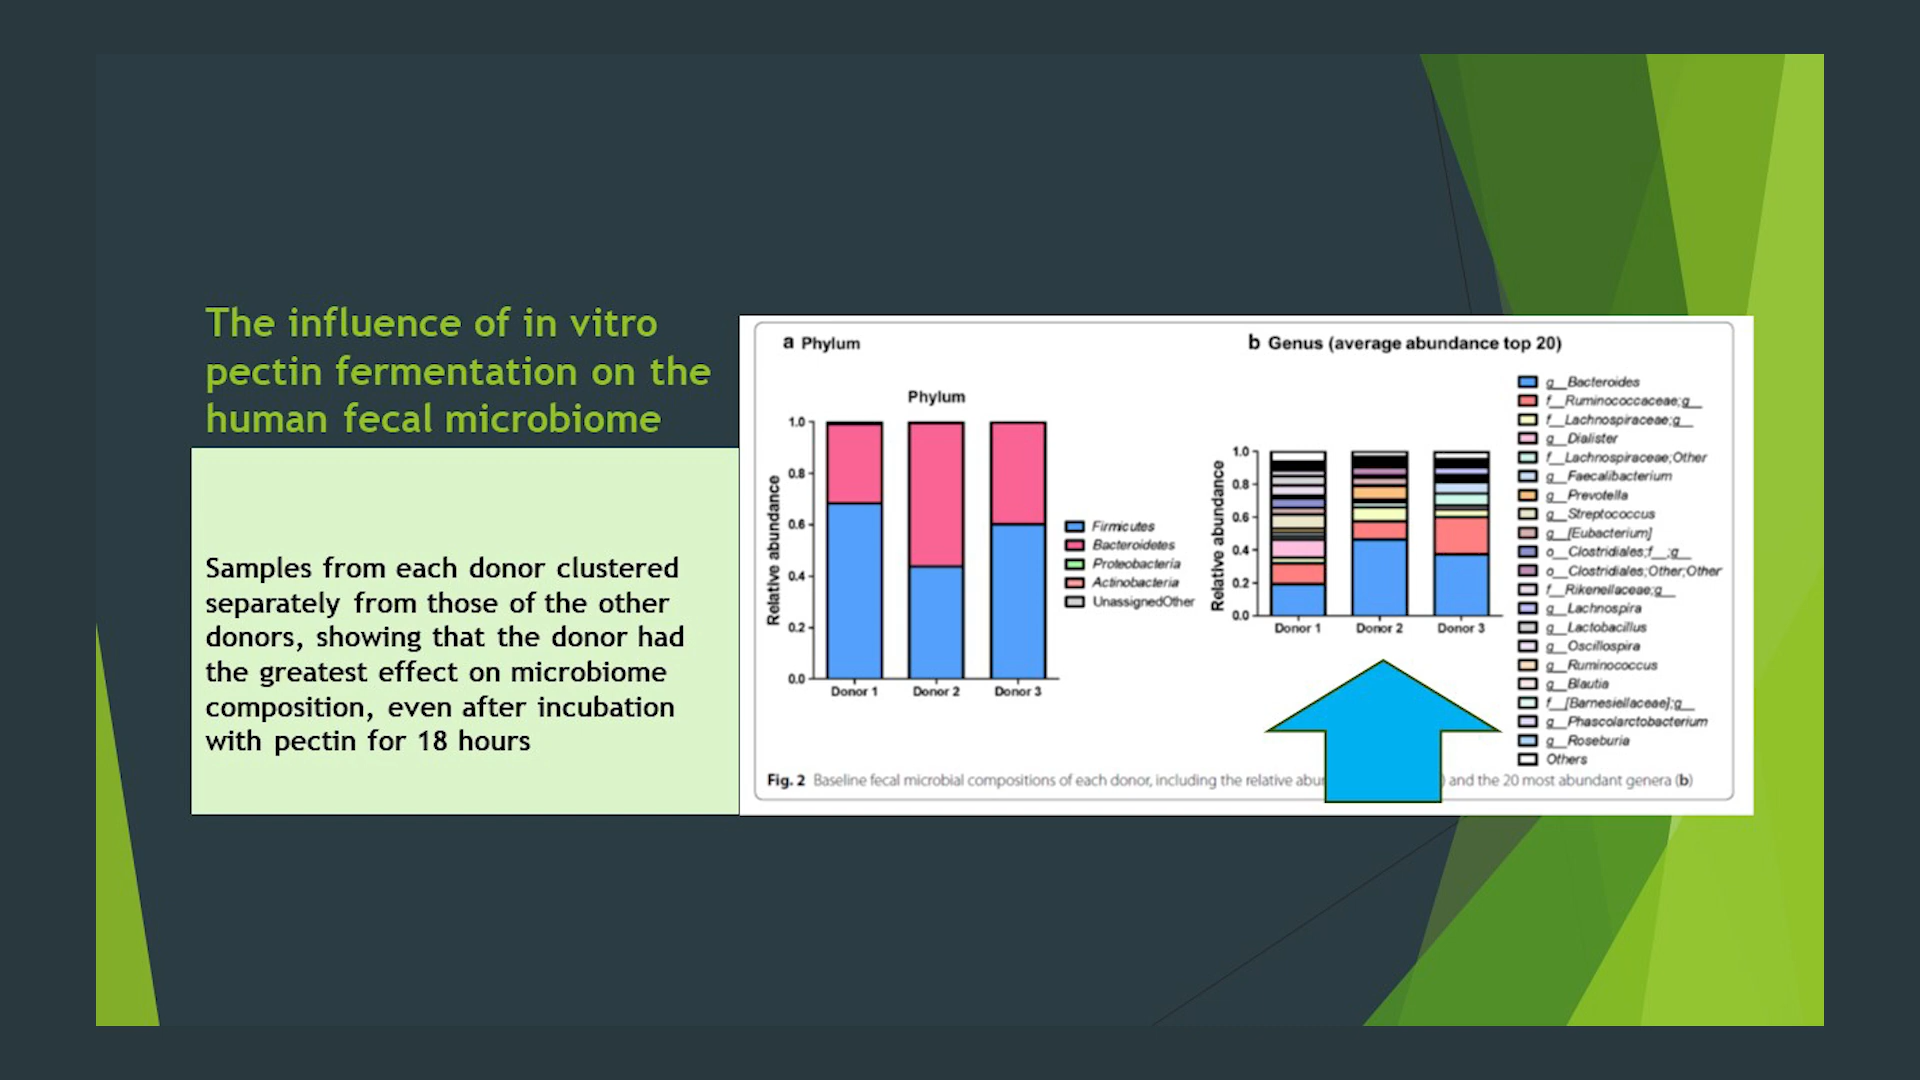 The influence of in vitro
pectin fermentation on the
human fecal microbiome
Samples from each donor clustered
separately from those of the other
donors, showing that the donor had
the greatest effect on microbiome
composition, even after incubation
with pectin for 18 hours
a Phylum
Phylum
Relative abundance
1.0
0.8
0.6
0.4
0.2
0.0
Donor 1 Donor 2 Donor 3
Firmicutes
Bacteroidetes
Proteobacteria
Actinobacteria
UnassignedOther
b Genus (average abundance top 20)
Relative abundance
1.0
0.8
0.6
0.4
0.2
0.0
Donor 1 Donor 2 Donor 3
g__Bacteroides
f__Ruminococcaceae;g__
f__Lachnospiraceae;g__
g__Dialister
f__Lachnospiraceae;Other
g__Faecalibacterium
g__Prevotella
g__Streptococcus
g__[Eubacterium]
o__Clostridiales;f__;g__
o__Clostridiales;Other;Other
f__Rikenellaceae;g__
g__Lachnospira
g__Lactobacillus
g__Oscillospira
g__Ruminococcus
g__Blautia
f__[Barnesiellaceae];g__
g__Phascolarctobacterium
g__Roseburia
Others
Fig. 2 Baseline fecal microbial compositions of each donor, including the relative abu ) and the 20 most abundant genera (b)